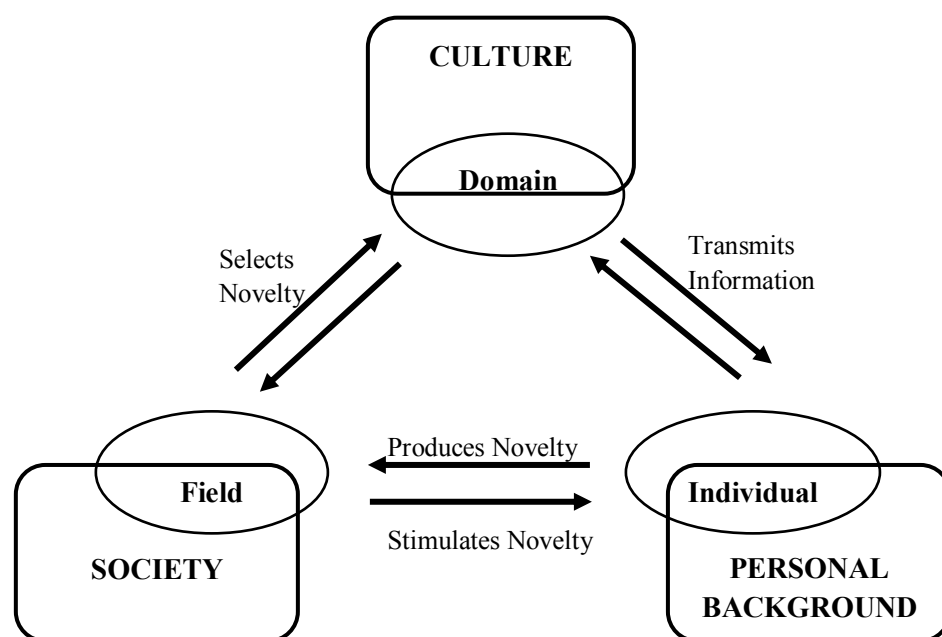 CULTURE
Domain
Selects
Novelty
Transmits
Information
Produces Novelty
Field
Individual
Stimulates Novelty
SOCIETY
PERSONAL
BACKGROUND